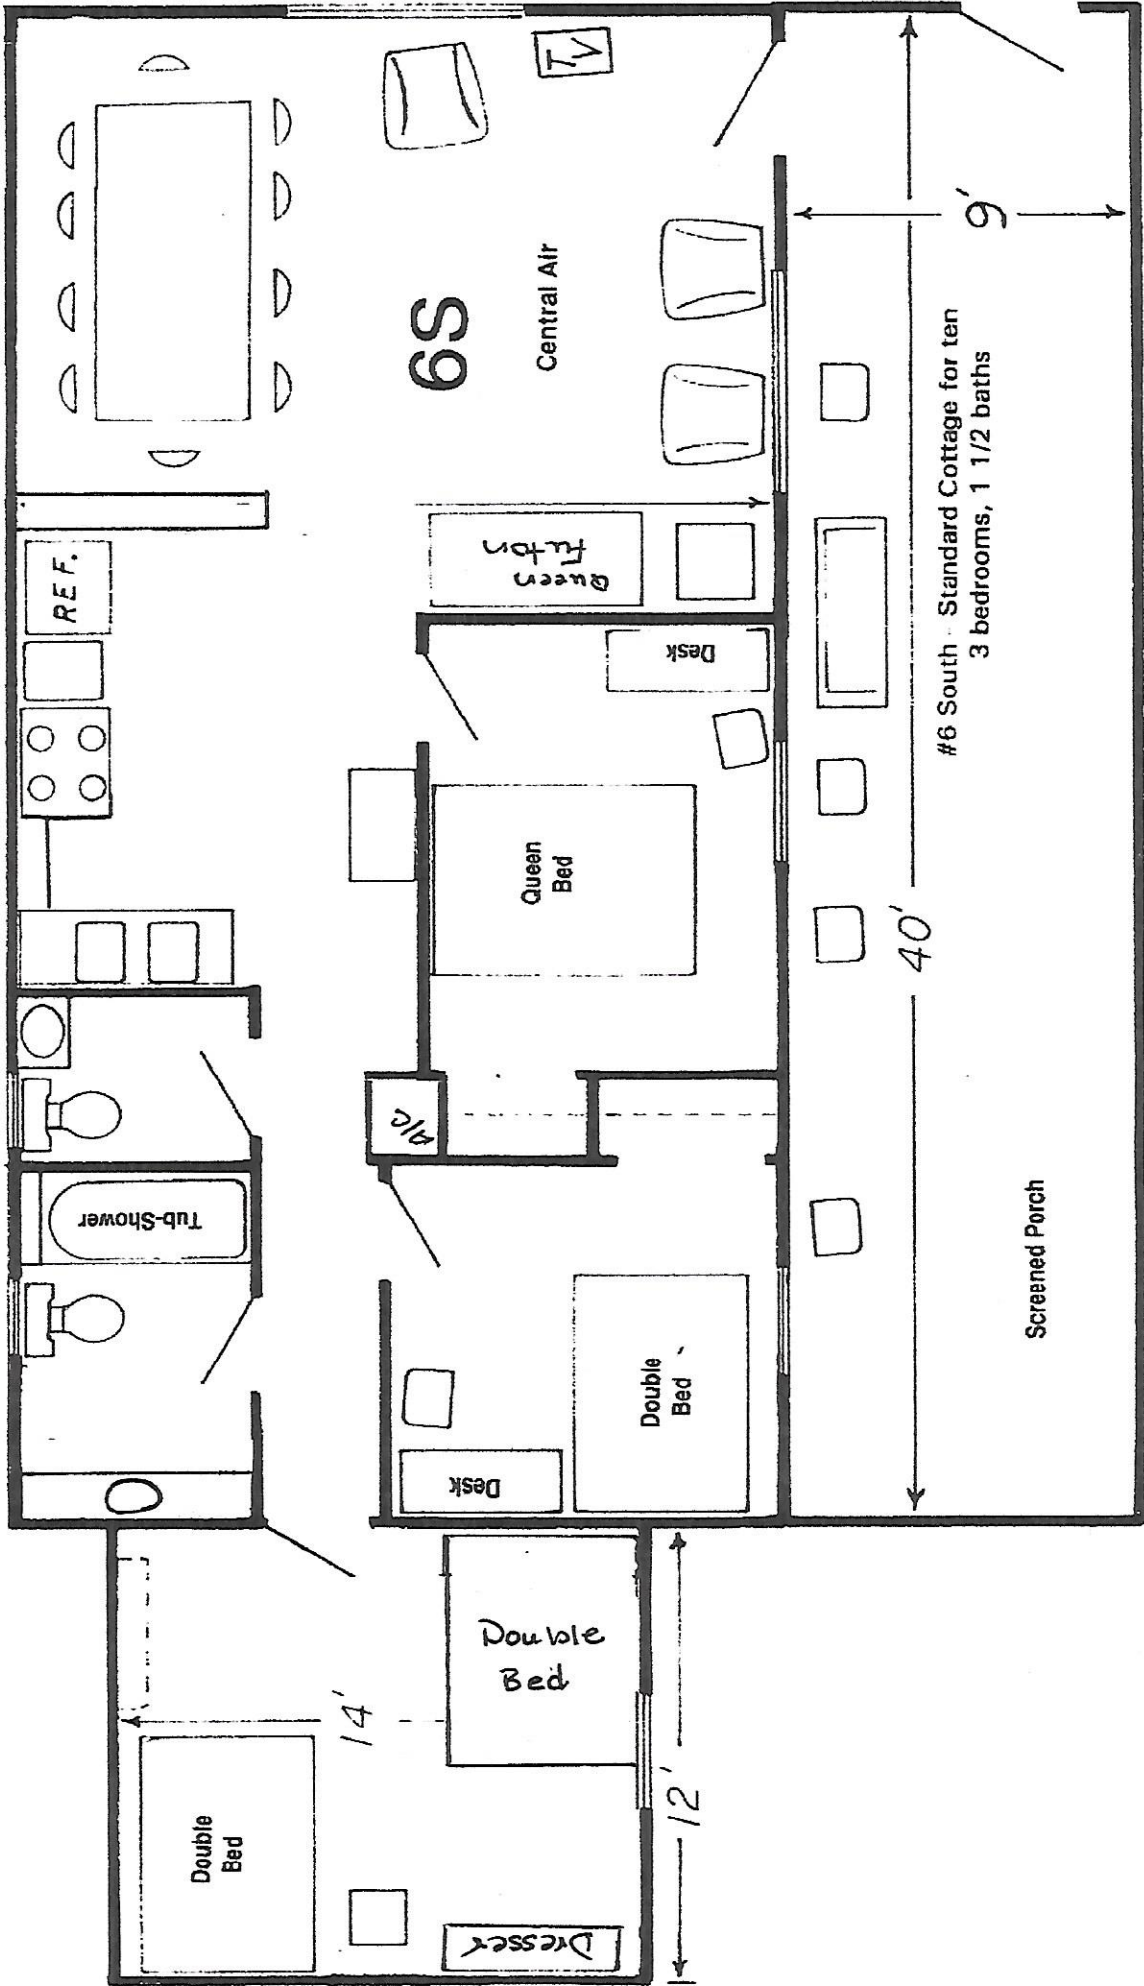 TV
REF.
6S
Central Air
Queen
Futon
Desk
Queen
Bed
A/C
Tub-Shower
Double
Bed
Desk
Double
Bed
Double
Bed
Dresser
14'
12'
9'
40'
#6 South - Standard Cottage for ten
3 bedrooms, 1 1/2 baths
Screened Porch